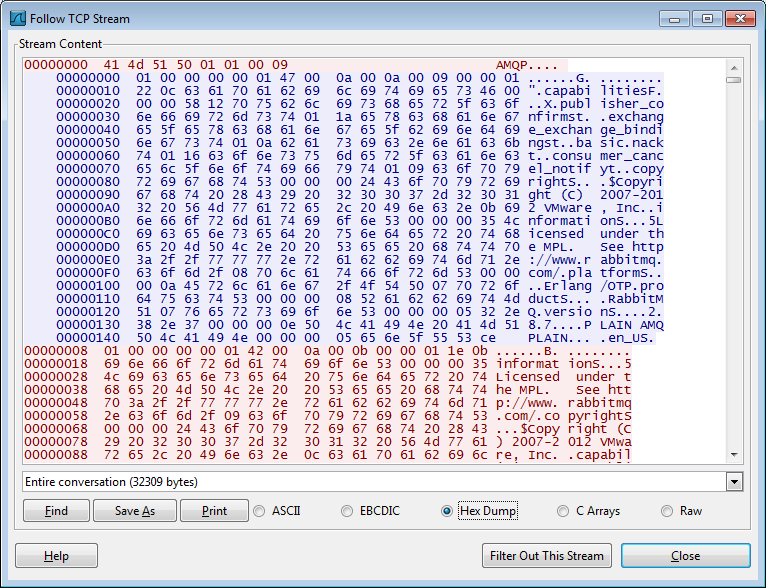 Follow TCP Stream
Stream Content
00000000  41 4d 51 50 01 01 00 09                           AMQP....
00000000  01 00 00 00 00 01 47 00  0a 00 0a 00 09 00 00 01 ......G. ........
00000010  22 0c 63 61 70 61 62 69  6c 69 74 69 65 73 46 00 ".capabi litiesF.
00000020  00 00 58 12 70 75 62 6c  69 73 68 65 72 5f 63 6f ..X.publ isher_co
00000030  6e 66 69 72 6d 73 74 01  1a 65 78 63 68 61 6e 67 nfirmst. .exchang
00000040  65 5f 65 78 63 68 61 6e  67 65 5f 62 69 6e 64 69 e_exchan ge_bindi
00000050  6e 67 73 74 01 0a 62 61  73 69 63 2e 6e 61 63 6b ngst..ba sic.nack
00000060  74 01 16 63 6f 6e 73 75  6d 65 72 5f 63 61 6e 63 t..consu mer_canc
00000070  65 6c 5f 6e 6f 74 69 66  79 74 01 09 63 6f 70 79 el_notif yt..copy
00000080  72 69 67 68 74 53 00 00  00 24 43 6f 70 79 72 69 rightS.. .$Copyri
00000090  67 68 74 20 28 43 29 20  32 30 30 37 2d 32 30 31 ght (C)  2007-201
000000A0  32 20 56 4d 77 61 72 65  2c 20 49 6e 63 2e 0b 69 2 VMware , Inc..i
000000B0  6e 66 6f 72 6d 61 74 69  6f 6e 53 00 00 00 35 4c nformati onS...5L
000000C0  69 63 65 6e 73 65 64 20  75 6e 64 65 72 20 74 68 icensed  under th
000000D0  65 20 4d 50 4c 2e 20 20  53 65 65 20 68 74 74 70 e MPL.   See http
000000E0  3a 2f 2f 77 77 77 2e 72  61 62 62 69 74 6d 71 2e ://www.r abbitmq.
000000F0  63 6f 6d 2f 08 70 6c 61  74 66 6f 72 6d 53 00 00 com/.pla tformS..
00000100  00 0a 45 72 6c 61 6e 67  2f 4f 54 50 07 70 72 6f ..Erlang /OTP.pro
00000110  64 75 63 74 53 00 00 00  08 52 61 62 62 69 74 4d ductS... .RabbitM
00000120  51 07 76 65 72 73 69 6f  6e 53 00 00 00 05 32 2e Q.versio nS....2.
00000130  38 2e 37 00 00 00 0e 50  4c 41 49 4e 20 41 4d 51 8.7....P LAIN AMQ
00000140  50 4c 41 49 4e 00 00 00  05 65 6e 5f 55 53 ce    PLAIN... .en_US.
00000008  01 00 00 00 00 01 42 00  0a 00 0b 00 00 01 1e 0b ......B. ........
00000018  69 6e 66 6f 72 6d 61 74  69 6f 6e 53 00 00 00 35 informat ionS...5
00000028  4c 69 63 65 6e 73 65 64  20 75 6e 64 65 72 20 74 Licensed  under t
00000038  68 65 20 4d 50 4c 2e 20  20 53 65 65 20 68 74 74 he MPL.   See htt
00000048  70 3a 2f 2f 77 77 77 2e  72 61 62 62 69 74 6d 71 p://www. rabbitmq
00000058  2e 63 6f 6d 2f 09 63 6f  70 79 72 69 67 68 74 53 .com/.co pyrightS
00000068  00 00 00 24 43 6f 70 79  72 69 67 68 74 20 28 43 ...$Copy right (C
00000078  29 20 32 30 30 37 2d 32  30 31 32 20 56 4d 77 61 ) 2007-2 012 VMwa
00000088  72 65 2c 20 49 6e 63 2e  0c 63 61 70 61 62 69 6c re, Inc. .capabil
Entire conversation (32309 bytes)
Find Save As Print ASCII EBCDIC Hex Dump C Arrays Raw
Help Filter Out This Stream Close